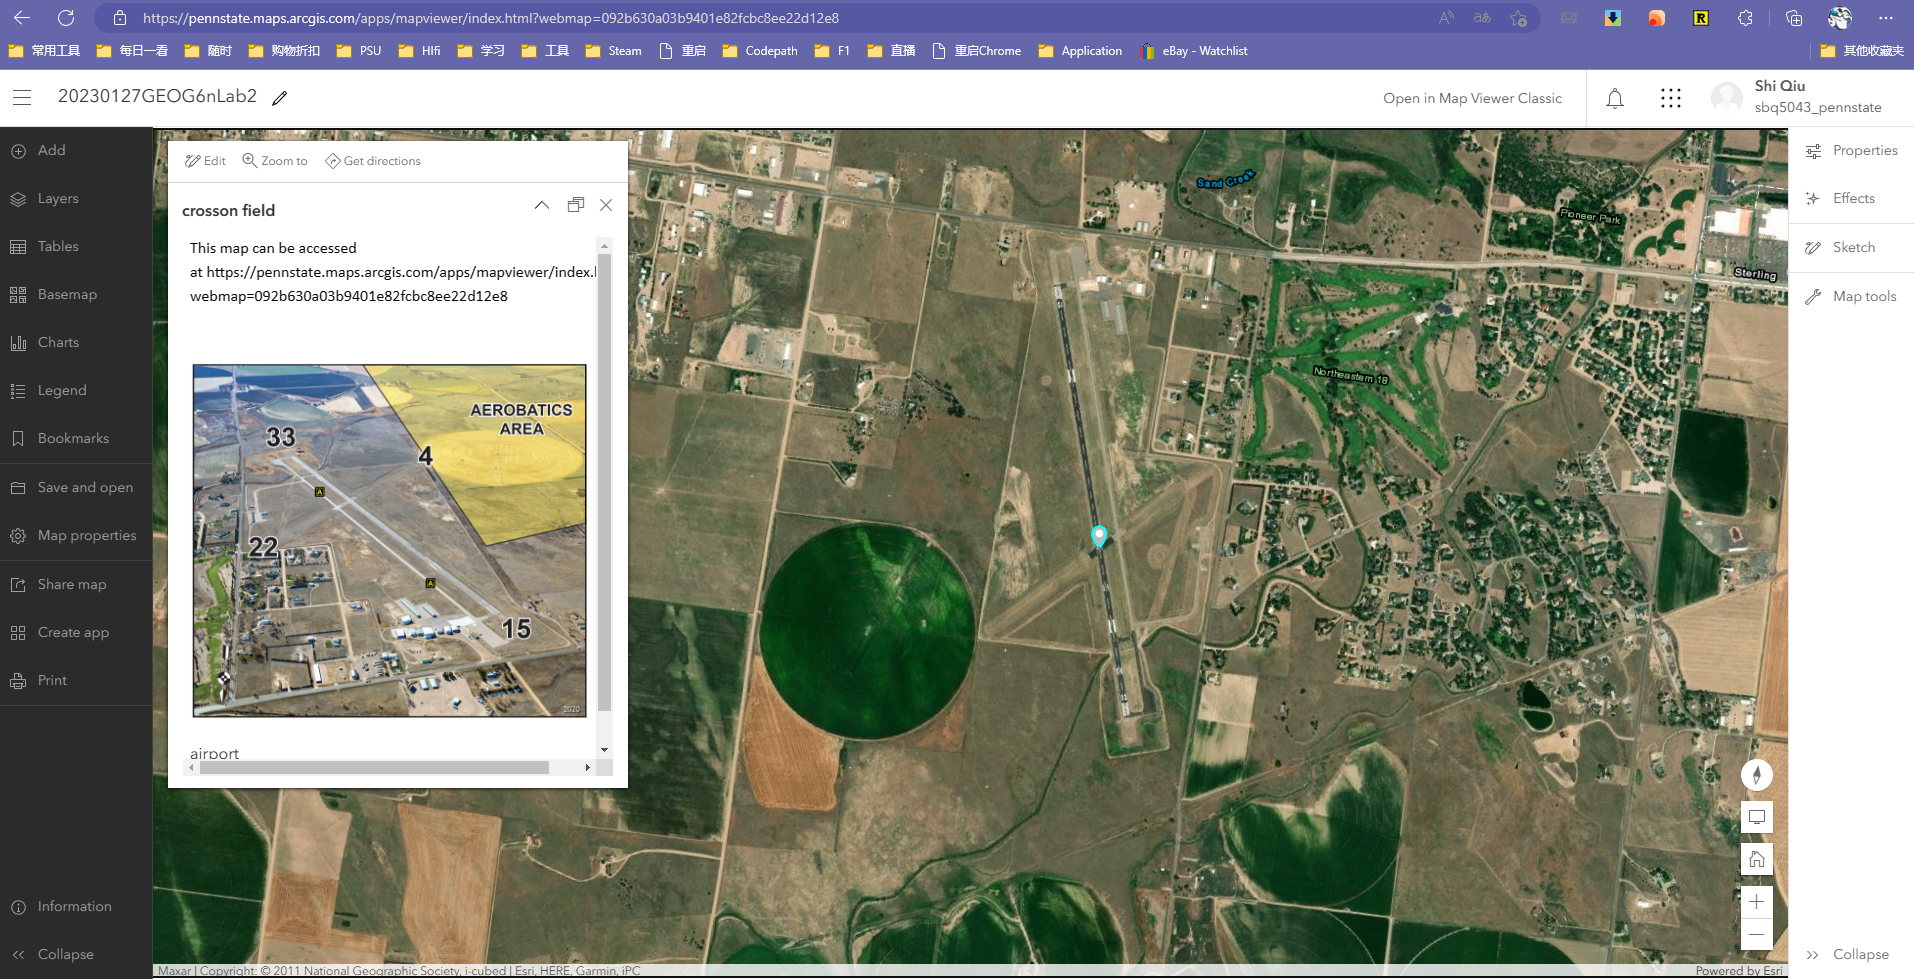 https://pennstate.maps.arcgis.com/apps/mapviewer/index.html?webmap=092b630a03b9401e82fcbc8ee22d12e8
常用工具 每日一看 随时 购物折扣 PSU HIfi 学习 工具 Steam 重启 Codepath F1 直播 重启Chrome Application eBay - Watchlist 其他收藏夹
20230127GEOG6nLab2
Open in Map Viewer Classic
Shi Qiu
sbq5043_pennstate
Add
Layers
Tables
Basemap
Charts
Legend
Bookmarks
Save and open
Map properties
Share map
Create app
Print
Information
Collapse
Edit Zoom to Get directions
crosson field
This map can be accessed
at https://pennstate.maps.arcgis.com/apps/mapviewer/index.
webmap=092b630a03b9401e82fcbc8ee22d12e8
AEROBATICS
AREA
33
4
A
22
A
15
2020
airport
Sand Creek
Pioneer Park
Sterling
Northeastern 18
Properties
Effects
Sketch
Map tools
Collapse
Maxar | Copyright: © 2011 National Geographic Society, i-cubed | Esri, HERE, Garmin, iPC
Powered by Esri